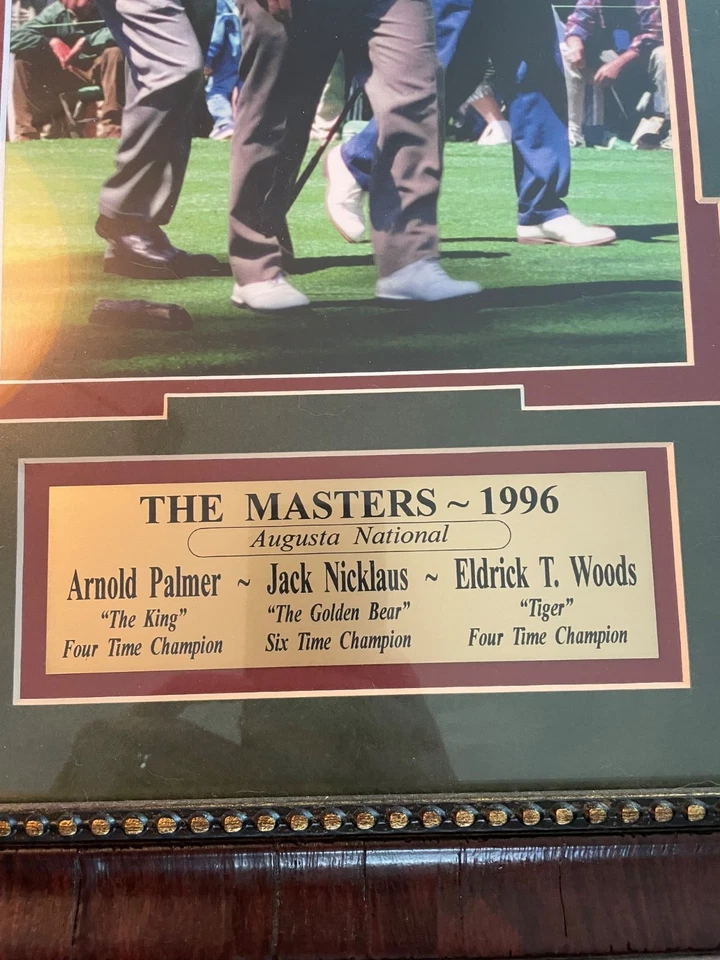 THE MASTERS ~ 1996
Augusta National
Arnold Palmer ~ Jack Nicklaus ~ Eldrick T. Woods
"The King" "The Golden Bear" "Tiger"
Four Time Champion Six Time Champion Four Time Champion